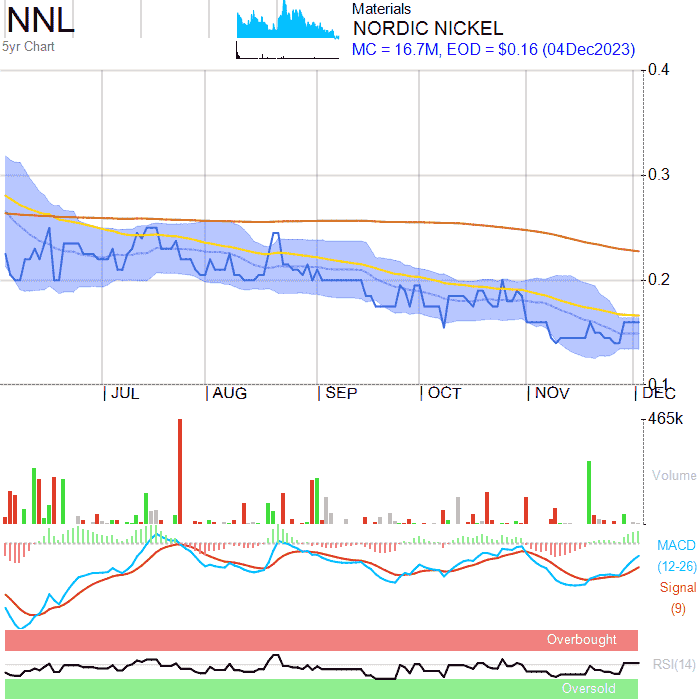 NNL
5yr Chart
Materials
NORDIC NICKEL
MC = 16.7M, EOD = $0.16 (04Dec2023)
0.4
0.3
0.2
0.1
JUL AUG SEP OCT NOV DEC
465k
Volume
MACD
(12-26)
Signal
(9)
Overbought
RSI(14)
Oversold